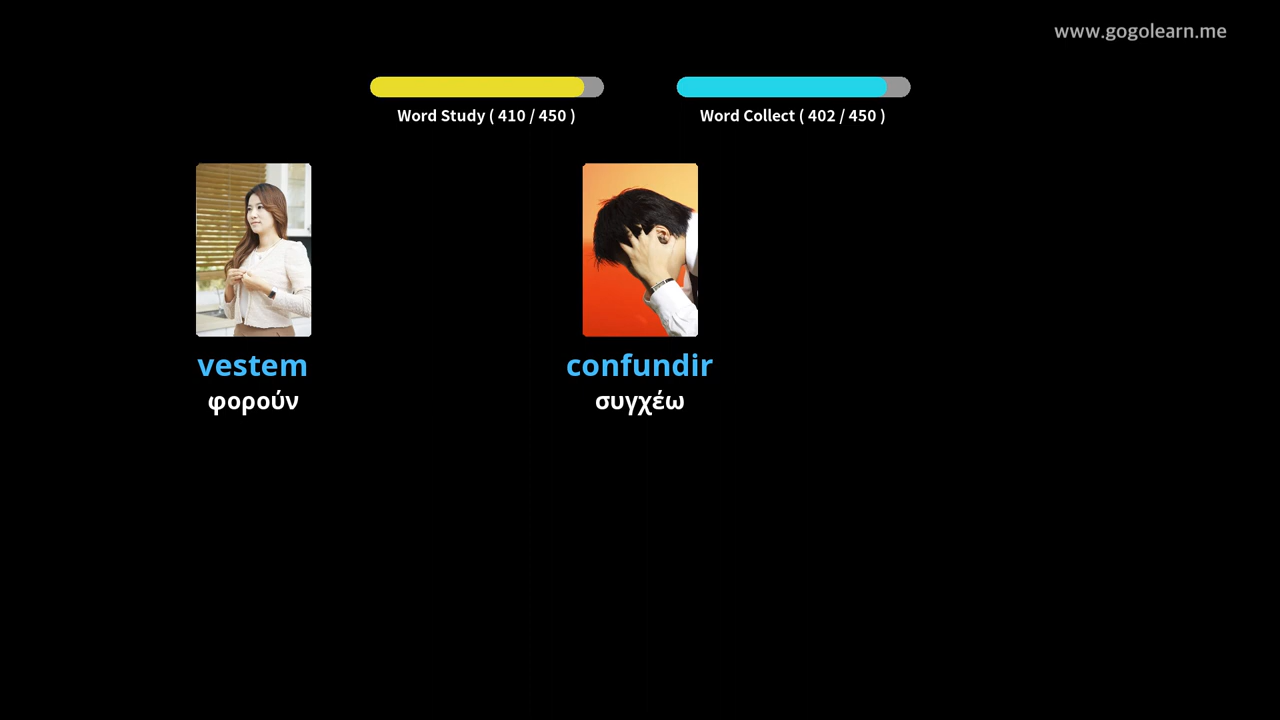 www.gogolearn.me
Word Study ( 410 / 450 )
Word Collect ( 402 / 450 )
vestem
φορούν
confundir
συγχέω